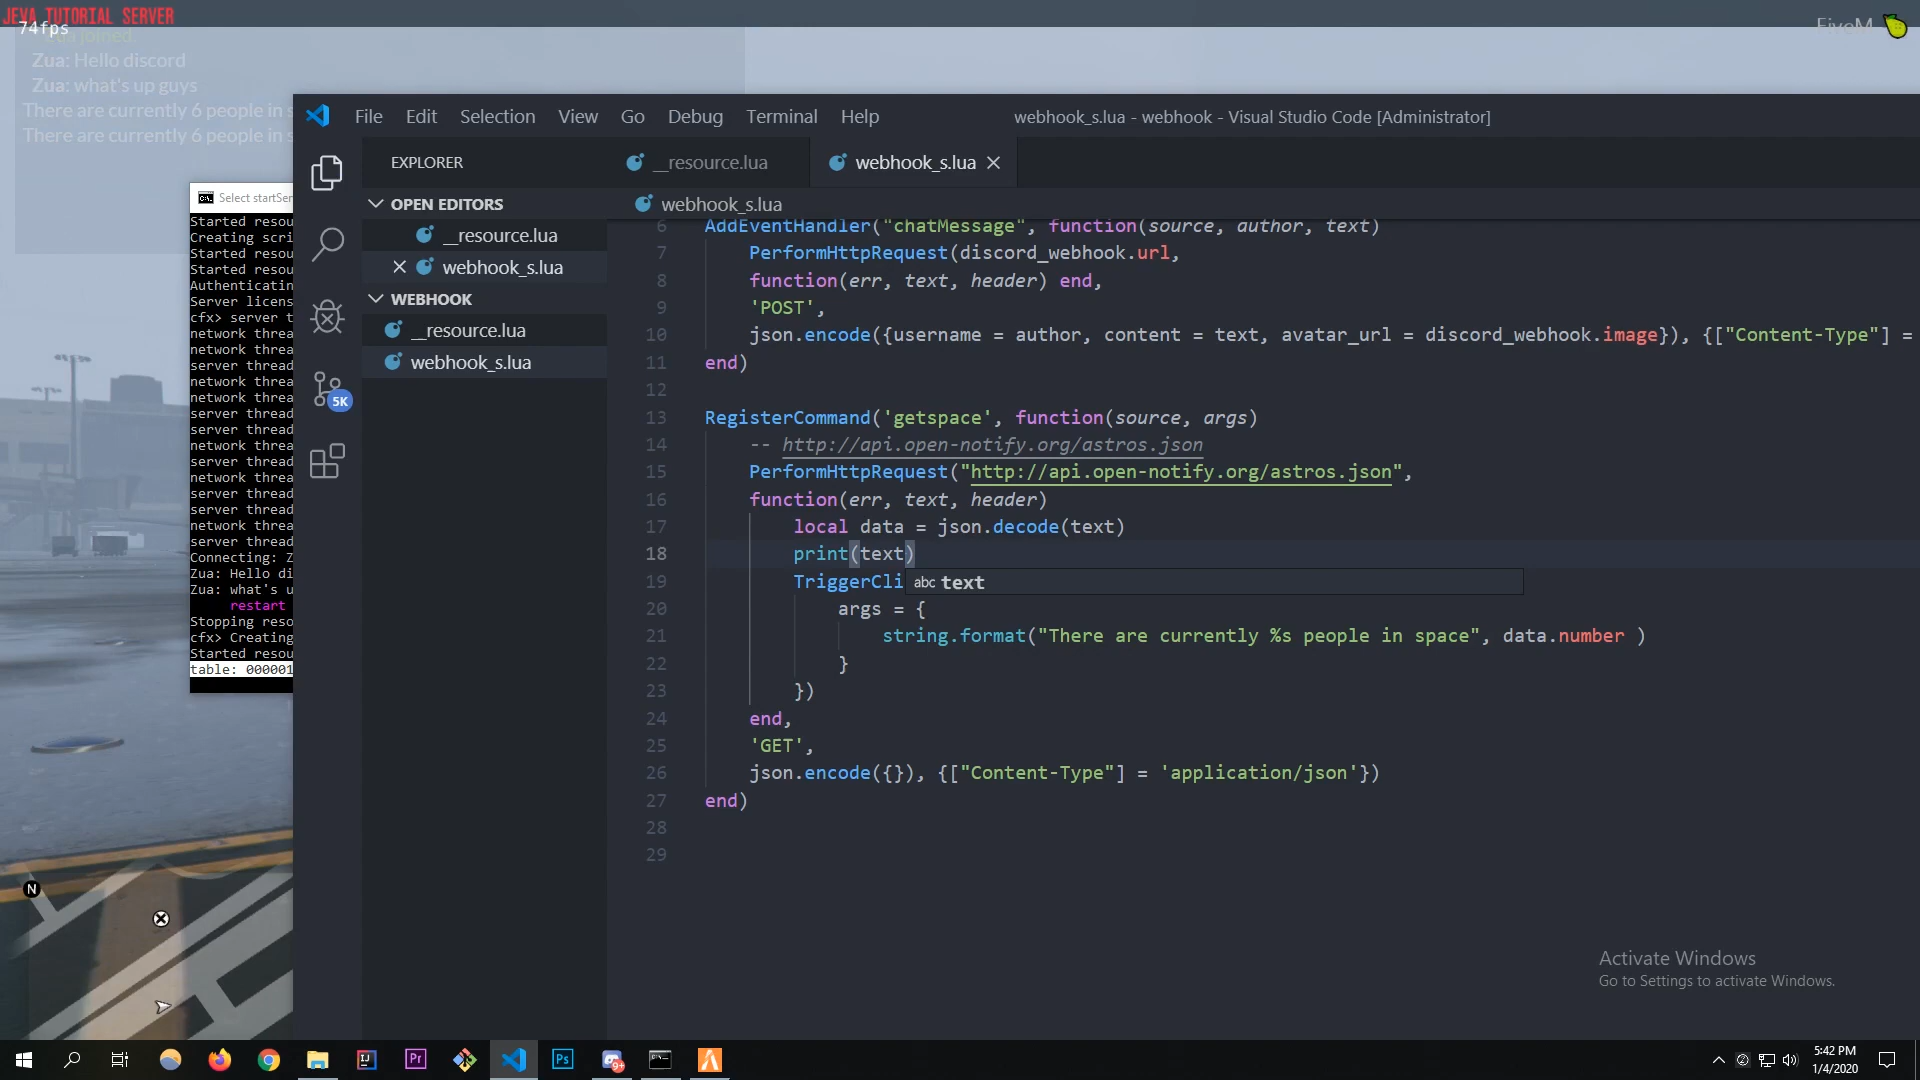 JEVA TUTORIAL SERVER
74fps
joined.
Zua: Hello discord
Zua: what's up guys
There are currently 6 people in s
There are currently 6 people in s
FiveM
Select startSer
Started resou
Creating scri
Started resou
Started resou
Authenticatin
Server licens
cfx> server t
network threa
network threa
server thread
network threa
network threa
server thread
server thread
network threa
server thread
network threa
server thread
server thread
network threa
server thread
Connecting: Z
Zua: Hello di
Zua: what's u
restart
Stopping reso
cfx> Creating
Started resou
table: 000001
File Edit Selection View Go Debug Terminal Help
webhook_s.lua - webhook - Visual Studio Code [Administrator]
EXPLORER
OPEN EDITORS
__resource.lua
webhook_s.lua
WEBHOOK
__resource.lua
webhook_s.lua
5K
__resource.lua
webhook_s.lua
webhook_s.lua
6 AddEventHandler("chatMessage", function(source, author, text)
7 PerformHttpRequest(discord_webhook.url,
8 function(err, text, header) end,
9 'POST',
10 json.encode({username = author, content = text, avatar_url = discord_webhook.image}), {["Content-Type"] =
11 end)
12
13 RegisterCommand('getspace', function(source, args)
14 -- http://api.open-notify.org/astros.json
15 PerformHttpRequest("http://api.open-notify.org/astros.json",
16 function(err, text, header)
17 local data = json.decode(text)
18 print(text)
19 TriggerCli
abc text
20 args = {
21 string.format("There are currently %s people in space", data.number )
22 }
23 })
24 end,
25 'GET',
26 json.encode({}), {["Content-Type"] = 'application/json'})
27 end)
28
29
N
Activate Windows
Go to Settings to activate Windows.
IJ
Pr
Ps
9+
5:42 PM
1/4/2020